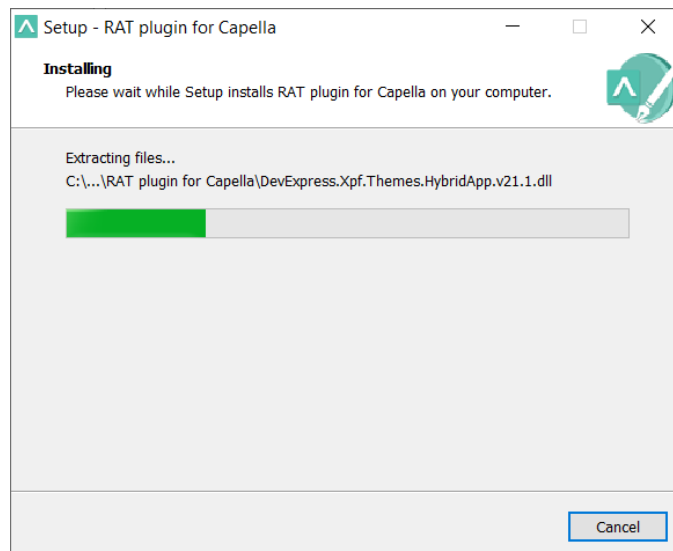 Setup - RAT plugin for Capella
Installing
Please wait while Setup installs RAT plugin for Capella on your computer.
Extracting files...
C:\...\RAT plugin for Capella\DevExpress.Xpf.Themes.HybridApp.v21.1.dll
Cancel